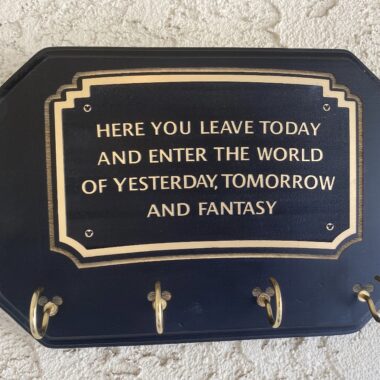 HERE YOU LEAVE TODAY
AND ENTER THE WORLD
OF YESTERDAY, TOMORROW
AND FANTASY